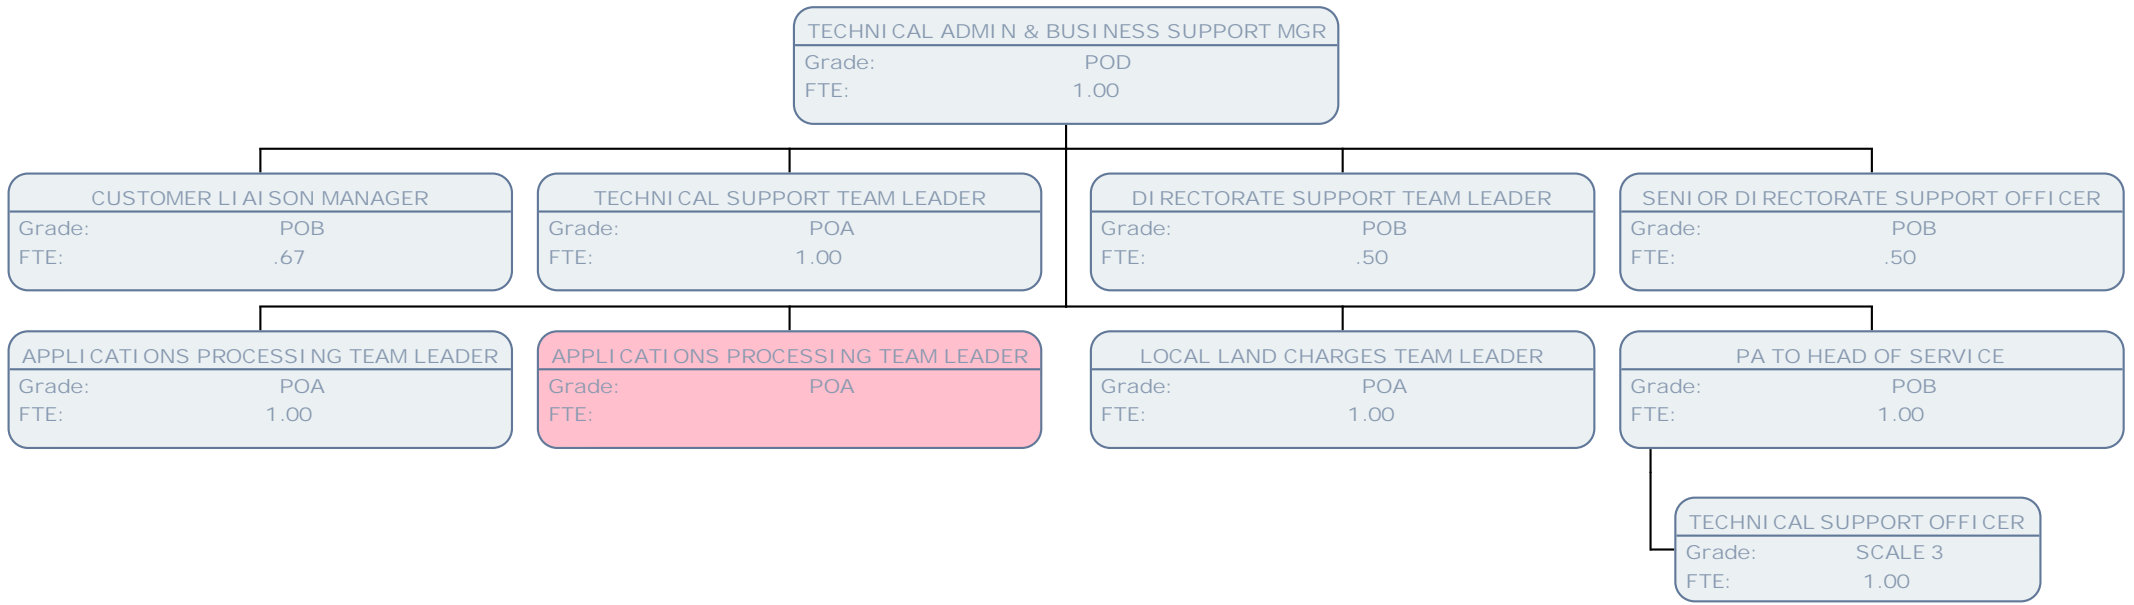 TECHNICAL ADMIN & BUSINESS SUPPORT MGR
Grade: POD
FTE: 1.00
CUSTOMER LIAISON MANAGER
Grade: POB
FTE: .67
TECHNICAL SUPPORT TEAM LEADER
Grade: POA
FTE: 1.00
DIRECTORATE SUPPORT TEAM LEADER
Grade: POB
FTE: .50
SENIOR DIRECTORATE SUPPORT OFFICER
Grade: POB
FTE: .50
APPLICATIONS PROCESSING TEAM LEADER
Grade: POA
FTE: 1.00
APPLICATIONS PROCESSING TEAM LEADER
Grade: POA
FTE:
LOCAL LAND CHARGES TEAM LEADER
Grade: POA
FTE: 1.00
PA TO HEAD OF SERVICE
Grade: POB
FTE: 1.00
TECHNICAL SUPPORT OFFICER
Grade: SCALE 3
FTE: 1.00